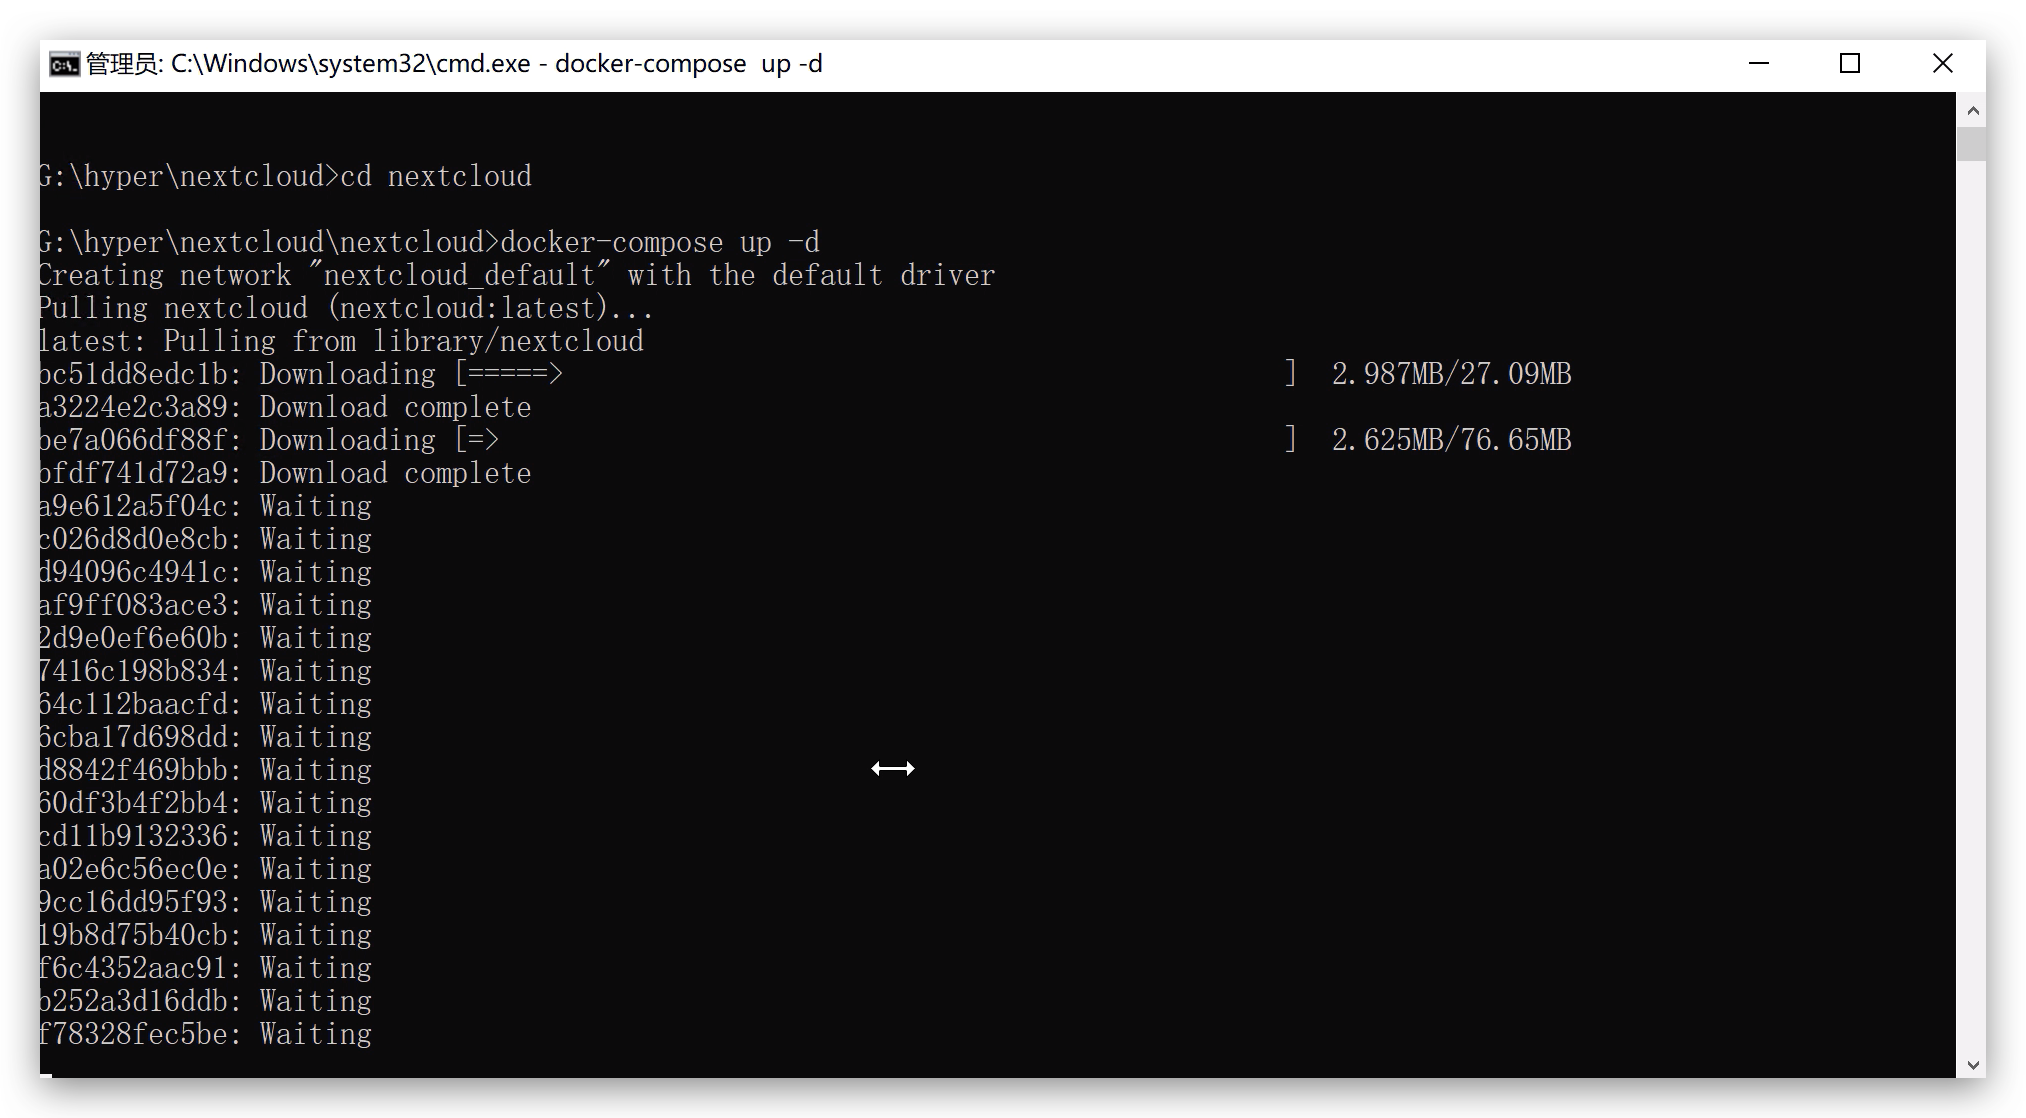 管理员: C:\Windows\system32\cmd.exe - docker-compose  up -d
G:\hyper\nextcloud>cd nextcloud
G:\hyper\nextcloud\nextcloud>docker-compose up -d
Creating network "nextcloud_default" with the default driver
Pulling nextcloud (nextcloud:latest)...
latest: Pulling from library/nextcloud
bc51dd8edc1b: Downloading [=====>                                             ]  2.987MB/27.09MB
a3224e2c3a89: Download complete
be7a066df88f: Downloading [=>                                                 ]  2.625MB/76.65MB
bfdf741d72a9: Download complete
a9e612a5f04c: Waiting
c026d8d0e8cb: Waiting
d94096c4941c: Waiting
af9ff083ace3: Waiting
2d9e0ef6e60b: Waiting
7416c198b834: Waiting
64c112baacfd: Waiting
6cba17d698dd: Waiting
d8842f469bbb: Waiting
60df3b4f2bb4: Waiting
cd11b9132336: Waiting
a02e6c56ec0e: Waiting
9cc16dd95f93: Waiting
19b8d75b40cb: Waiting
f6c4352aac91: Waiting
b252a3d16ddb: Waiting
f78328fec5be: Waiting